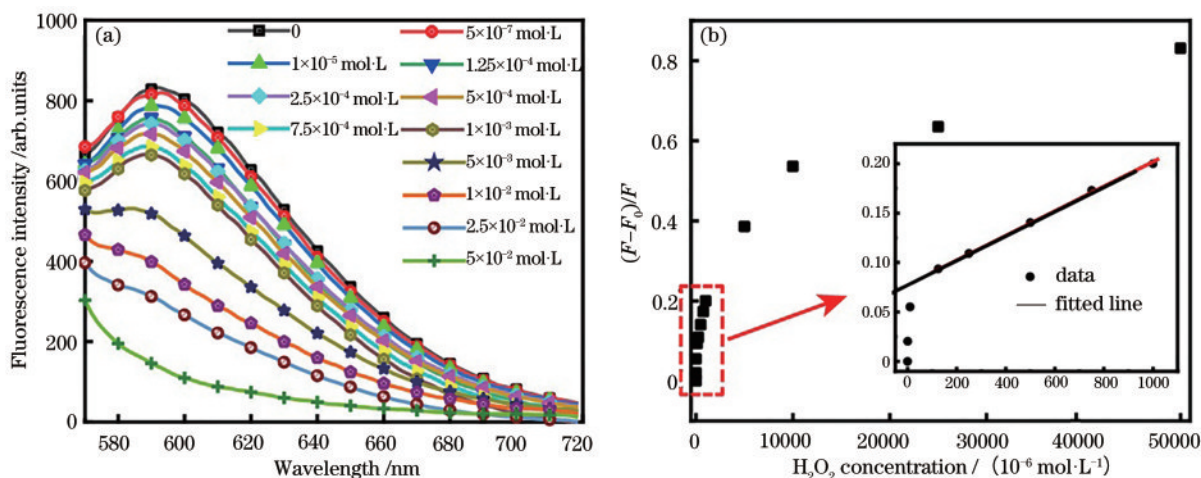 (a)
1000
800
600
400
200
0
Fluorescence intensity /arb.units
580 600 620 640 660 680 700 720
Wavelength /nm
0
5×10⁻⁷ mol·L
1×10⁻⁵ mol·L
1.25×10⁻⁴ mol·L
2.5×10⁻⁴ mol·L
5×10⁻⁴ mol·L
7.5×10⁻⁴ mol·L
1×10⁻³ mol·L
5×10⁻³ mol·L
1×10⁻² mol·L
2.5×10⁻² mol·L
5×10⁻² mol·L
(b)
0.8
0.6
0.4
0.2
0
(F−F₀)/F
0 10000 20000 30000 40000 50000
H₂O₂ concentration / (10⁻⁶ mol·L⁻¹)
0.20
0.15
0.10
0.05
0
0 200 400 600 800 1000
data
fitted line